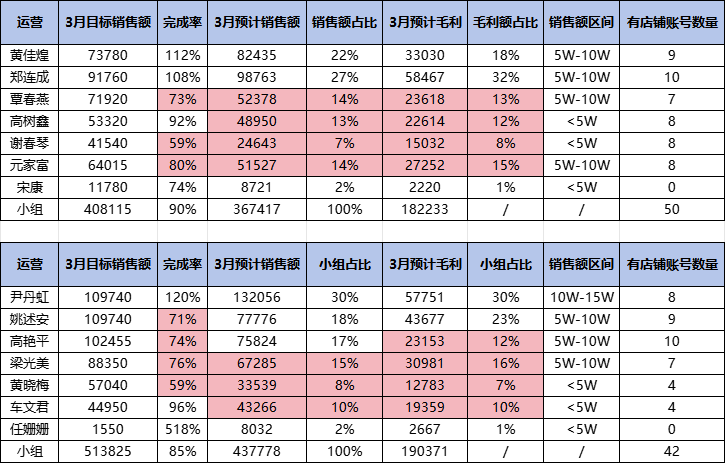 运营 3月目标销售额 完成率 3月预计销售额 销售额占比 3月预计毛利 毛利额占比 销售额区间 有店铺账号数量
黄佳煌 73780 112% 82435 22% 33030 18% 5W-10W 9
郑连成 91760 108% 98763 27% 58467 32% 5W-10W 10
覃春燕 71920 73% 52378 14% 23618 13% 5W-10W 7
高树鑫 53320 92% 48950 13% 22614 12% <5W 8
谢春琴 41540 59% 24643 7% 15032 8% <5W 8
元家富 64015 80% 51527 14% 27252 15% 5W-10W 8
宋康 11780 74% 8721 2% 2220 1% <5W 0
小组 408115 90% 367417 100% 182233 / / 50
运营 3月目标销售额 完成率 3月预计销售额 小组占比 3月预计毛利 小组占比 销售额区间 有店铺账号数量
尹丹虹 109740 120% 132056 30% 57751 30% 10W-15W 8
姚述安 109740 71% 77776 18% 43677 23% 5W-10W 9
高艳平 102455 74% 75824 17% 23153 12% 5W-10W 10
梁光美 88350 76% 67285 15% 30981 16% 5W-10W 7
黄晓梅 57040 59% 33539 8% 12783 7% <5W 4
车文君 44950 96% 43266 10% 19359 10% <5W 4
任姗姗 1550 518% 8032 2% 2667 1% <5W 0
小组 513825 85% 437778 100% 190371 / / 42